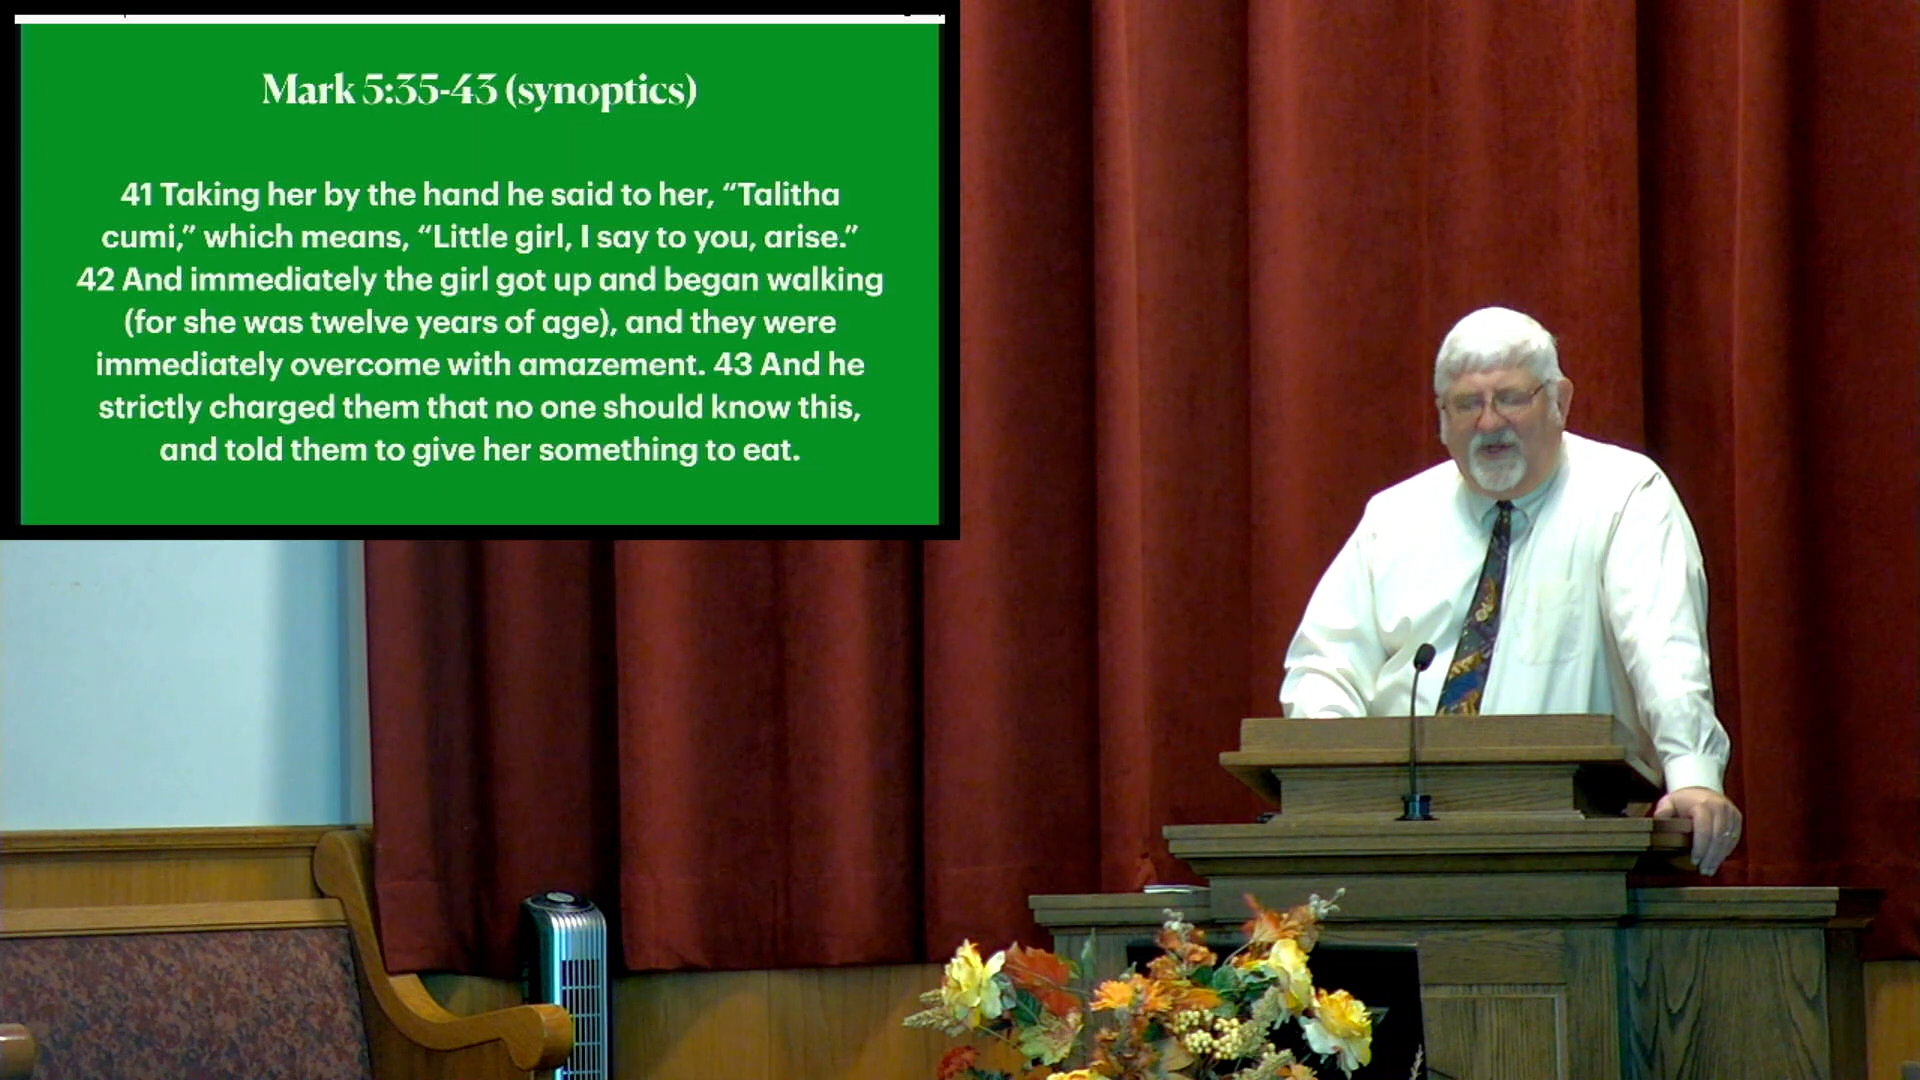 Mark 5:35-43 (synoptics)
41 Taking her by the hand he said to her, “Talitha
cumi,” which means, “Little girl, I say to you, arise.”
42 And immediately the girl got up and began walking
(for she was twelve years of age), and they were
immediately overcome with amazement. 43 And he
strictly charged them that no one should know this,
and told them to give her something to eat.